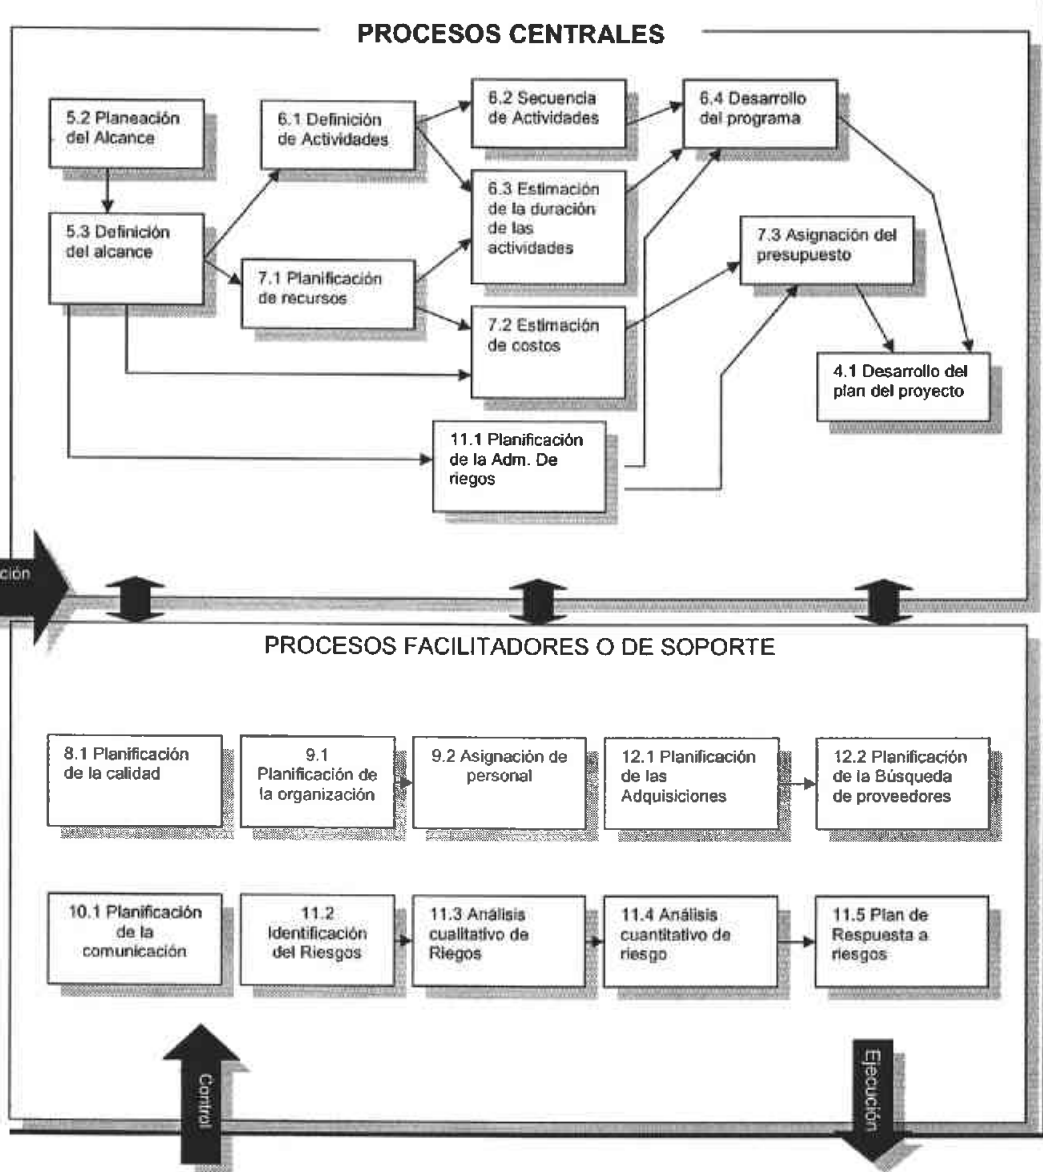 PROCESOS CENTRALES
5.2 Planeación
del Alcance
6.1 Definición
de Actividades
6.2 Secuencia
de Actividades
6.4 Desarrollo
del programa
5.3 Definición
del alcance
6.3 Estimación
de la duración
de las
actividades
7.3 Asignación del
presupuesto
7.1 Planificación
de recursos
7.2 Estimación
de costos
4.1 Desarrollo del
plan del proyecto
11.1 Planificación
de la Adm. De
riegos
ción
PROCESOS FACILITADORES O DE SOPORTE
8.1 Planificación
de la calidad
9.1
Planificación de
la organización
9.2 Asignación de
personal
12.1 Planificación
de las
Adquisiciones
12.2 Planificación
de la Búsqueda
de proveedores
10.1 Planificación
de la
comunicación
11.2
Identificación
del Riesgos
11.3 Análisis
cualitativo de
Riegos
11.4 Análisis
cuantitativo de
riesgo
11.5 Plan de
Respuesta a
riesgos
Control
Ejecución